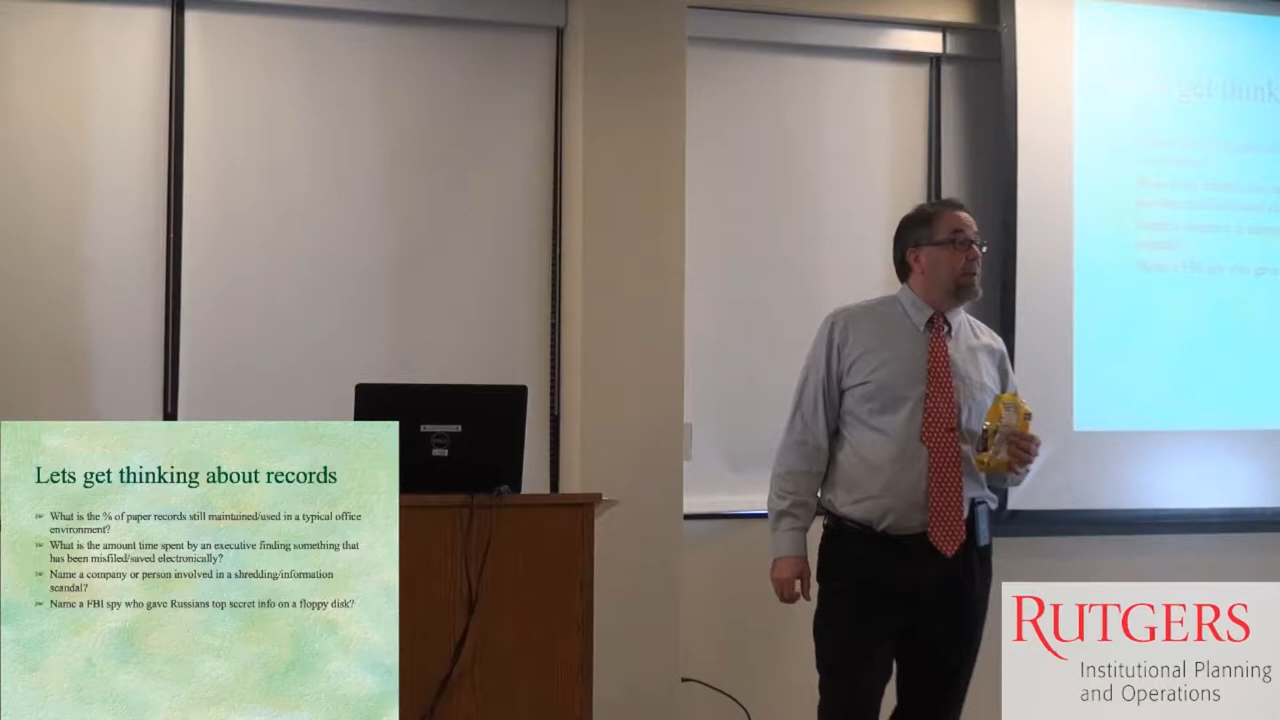 get think
Lets get thinking about records
What is the % of paper records still maintained/used in a typical office
environment?
What is the amount time spent by an executive finding something that
has been misfiled/saved electronically?
Name a company or person involved in a shredding/information
scandal?
Name a FBI spy who gave Russians top secret info on a floppy disk?
RUTGERS
Institutional Planning
and Operations